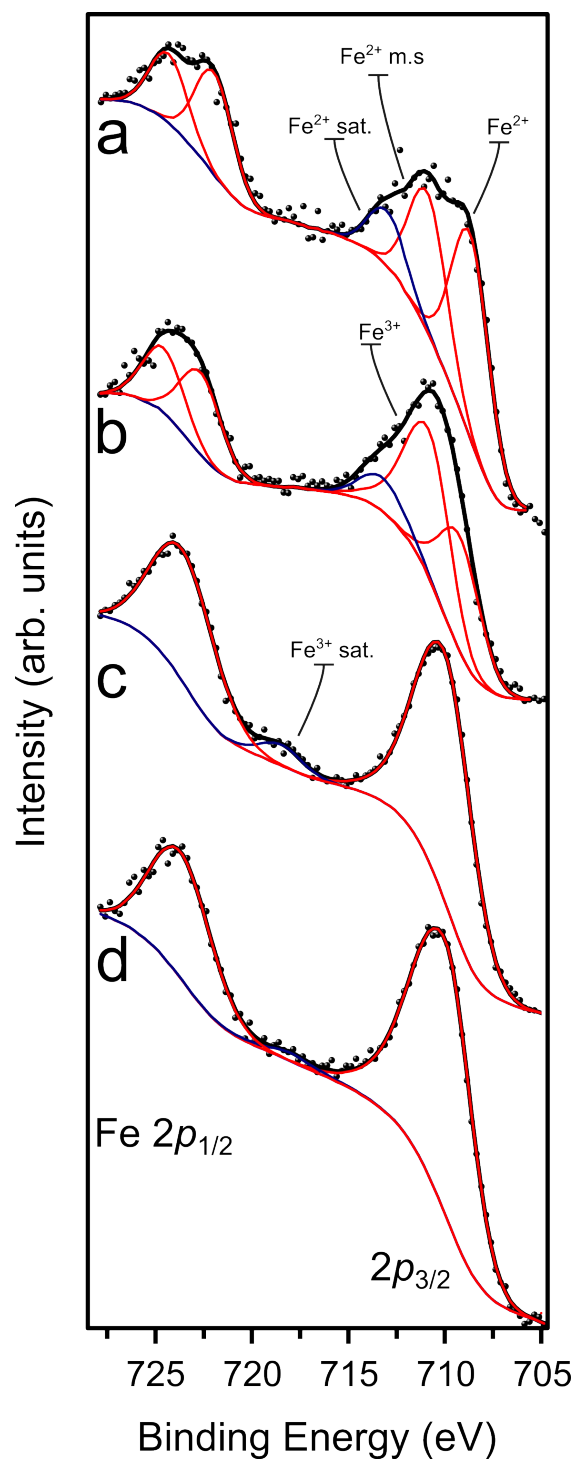 Fe²⁺ m.s
Fe²⁺ sat.
Fe²⁺
a
Fe³⁺
b
Fe³⁺ sat.
c
d
Fe 2p₁/₂
2p₃/₂
Intensity (arb. units)
725 720 715 710 705
Binding Energy (eV)